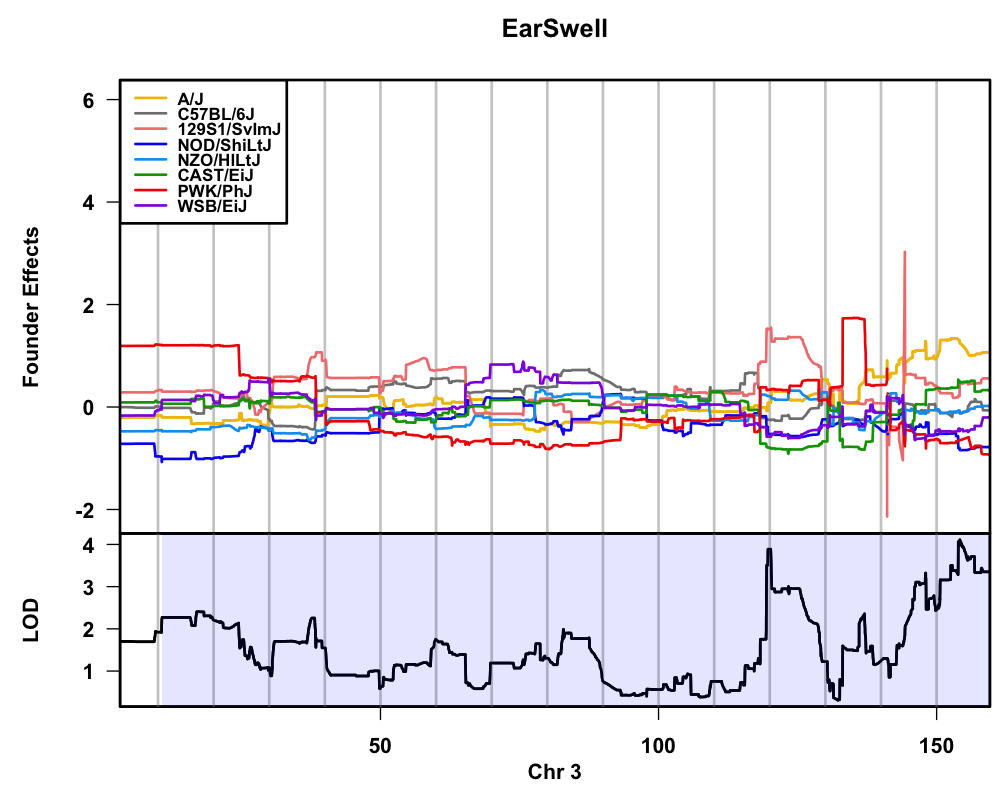 EarSwell
A/J
C57BL/6J
129S1/SvImJ
NOD/ShiLtJ
NZO/HlLtJ
CAST/EiJ
PWK/PhJ
WSB/EiJ
Founder Effects
6
4
2
0
-2
LOD
4
3
2
1
50 100 150
Chr 3